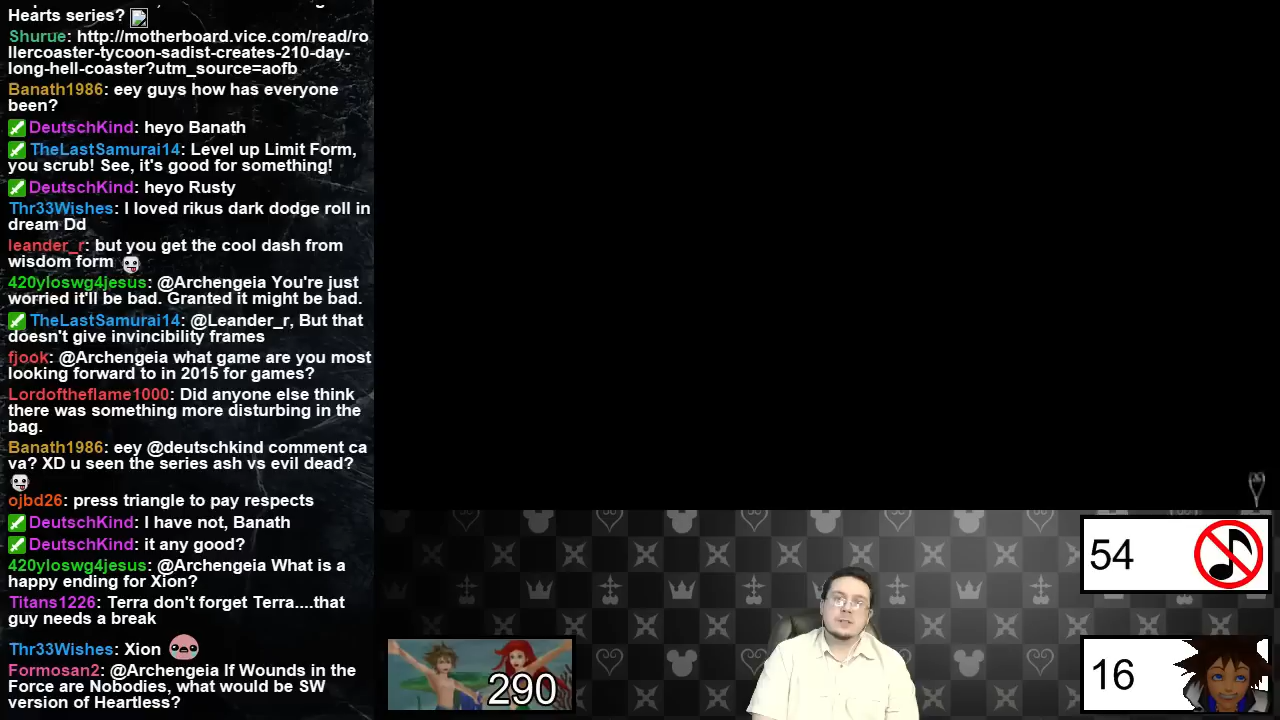 Hearts series?
Shurue: http://motherboard.vice.com/read/ro
llercoaster-tycoon-sadist-creates-210-day-
long-hell-coaster?utm_source=aofb
Banath1986: eey guys how has everyone
been?
DeutschKind: heyo Banath
TheLastSamurai14: Level up Limit Form,
you scrub! See, it's good for something!
DeutschKind: heyo Rusty
Thr33Wishes: I loved rikus dark dodge roll in
dream Dd
leander_r: but you get the cool dash from
wisdom form
420yloswg4jesus: @Archengeia You're just
worried it'll be bad. Granted it might be bad.
TheLastSamurai14: @Leander_r, But that
doesn't give invincibility frames
fjook: @Archengeia what game are you most
looking forward to in 2015 for games?
Lordoftheflame1000: Did anyone else think
there was something more disturbing in the
bag.
Banath1986: eey @deutschkind comment ca
va? XD u seen the series ash vs evil dead?
ojbd26: press triangle to pay respects
DeutschKind: I have not, Banath
DeutschKind: it any good?
420yloswg4jesus: @Archengeia What is a
happy ending for Xion?
Titans1226: Terra don't forget Terra....that
guy needs a break
Thr33Wishes: Xion
Formosan2: @Archengeia If Wounds in the
Force are Nobodies, what would be SW
version of Heartless?
54
290
16